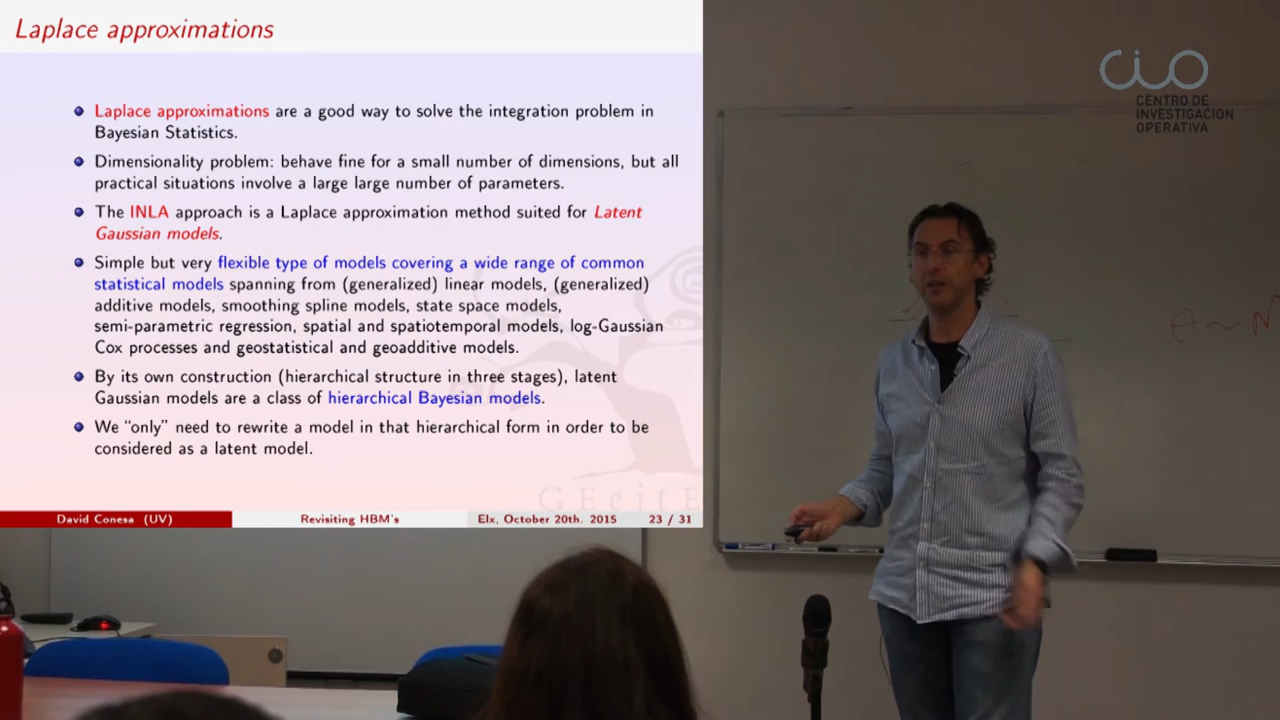 Laplace approximations
Laplace approximations are a good way to solve the integration problem in
Bayesian Statistics.
Dimensionality problem: behave fine for a small number of dimensions, but all
practical situations involve a large large number of parameters.
The INLA approach is a Laplace approximation method suited for Latent
Gaussian models.
Simple but very flexible type of models covering a wide range of common
statistical models spanning from (generalized) linear models, (generalized)
additive models, smoothing spline models, state space models,
semi-parametric regression, spatial and spatiotemporal models, log-Gaussian
Cox processes and geostatistical and geoadditive models.
By its own construction (hierarchical structure in three stages), latent
Gaussian models are a class of hierarchical Bayesian models.
We “only” need to rewrite a model in that hierarchical form in order to be
considered as a latent model.
GEeitE
David Conesa (UV) Revisiting HBM's Elx, October 20th. 2015 23 / 31
CIO
CENTRO DE
INVESTIGACION
OPERATIVA
θ ~ N